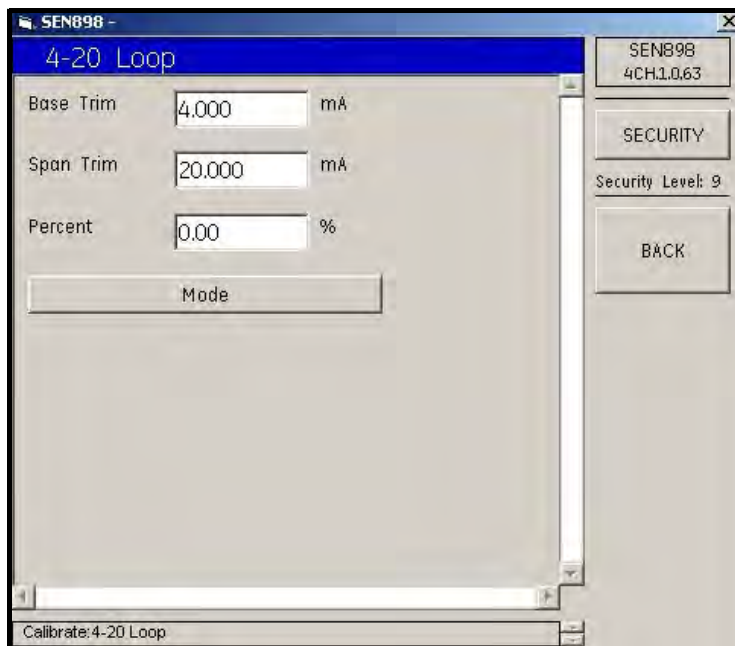 SEN898 -
4-20 Loop
Base Trim 4.000 mA
Span Trim 20.000 mA
Percent 0.00 %
Mode
SEN898
4CH.1.0.63
SECURITY
Security Level: 9
BACK
Calibrate:4-20 Loop